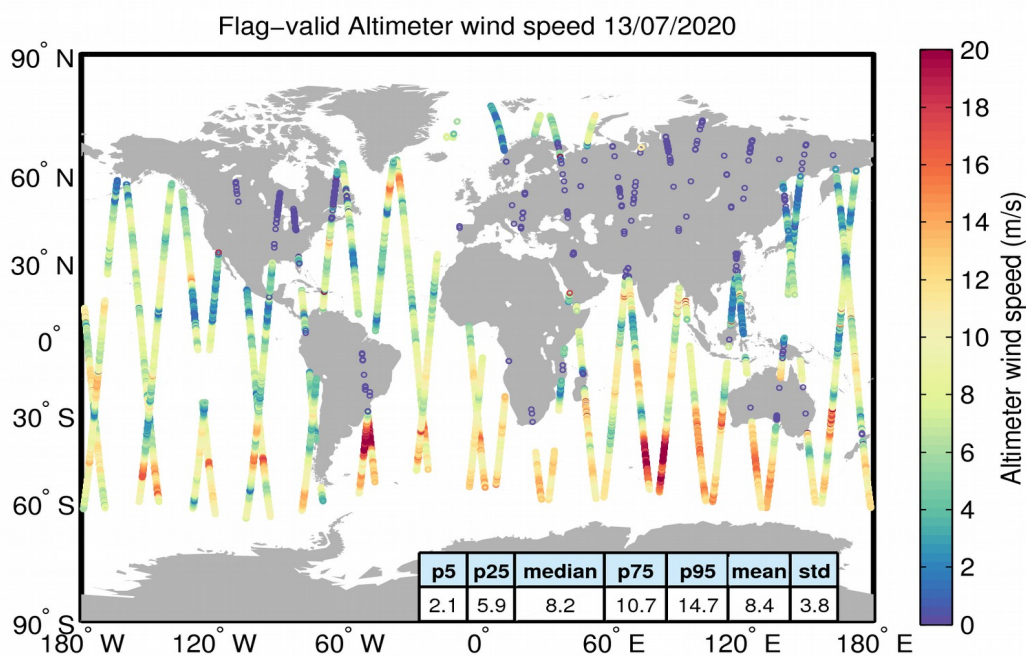 Flag−valid Altimeter wind speed 13/07/2020
90° N
60° N
30° N
0°
30° S
60° S
90° S
180° W
120° W
60° W
0°
60° E
120° E
180° E
p5 p25 median p75 p95 mean std
2.1 5.9 8.2 10.7 14.7 8.4 3.8
20
18
16
14
12
10
8
6
4
2
0
Altimeter wind speed (m/s)